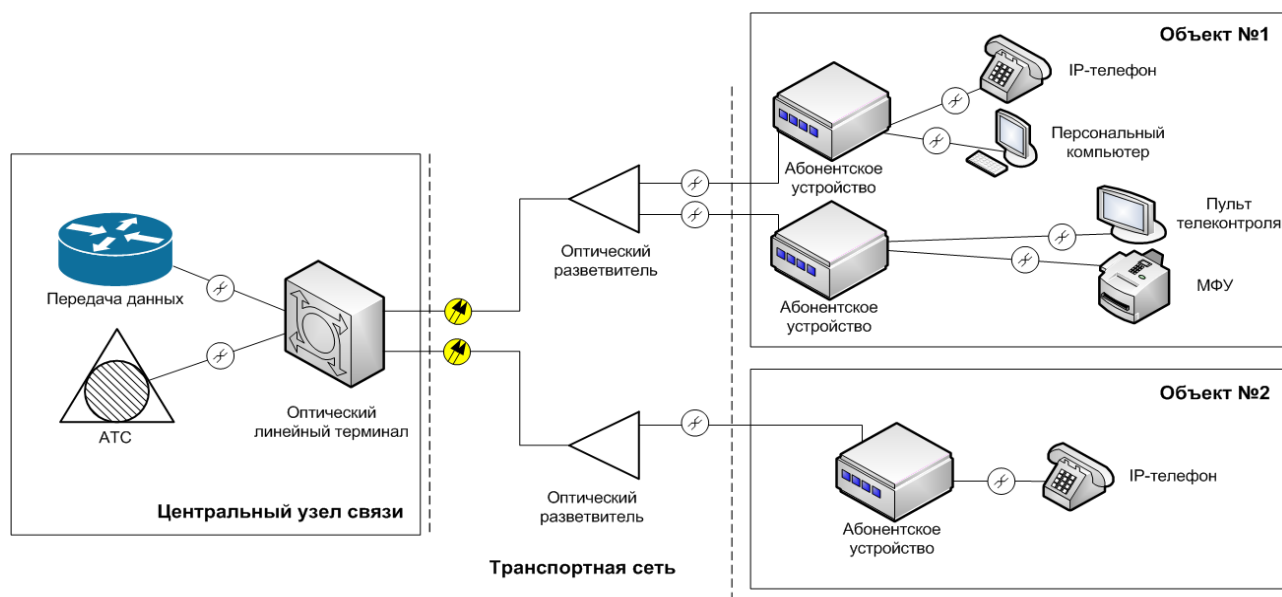 Объект №1
IP-телефон
Персональный
компьютер
Абонентское
устройство
Пульт
телеконтроля
МФУ
Абонентское
устройство
Оптический
разветвитель
Передача данных
АТС
Оптический
линейный терминал
Центральный узел связи
Оптический
разветвитель
Транспортная сеть
Объект №2
IP-телефон
Абонентское
устройство